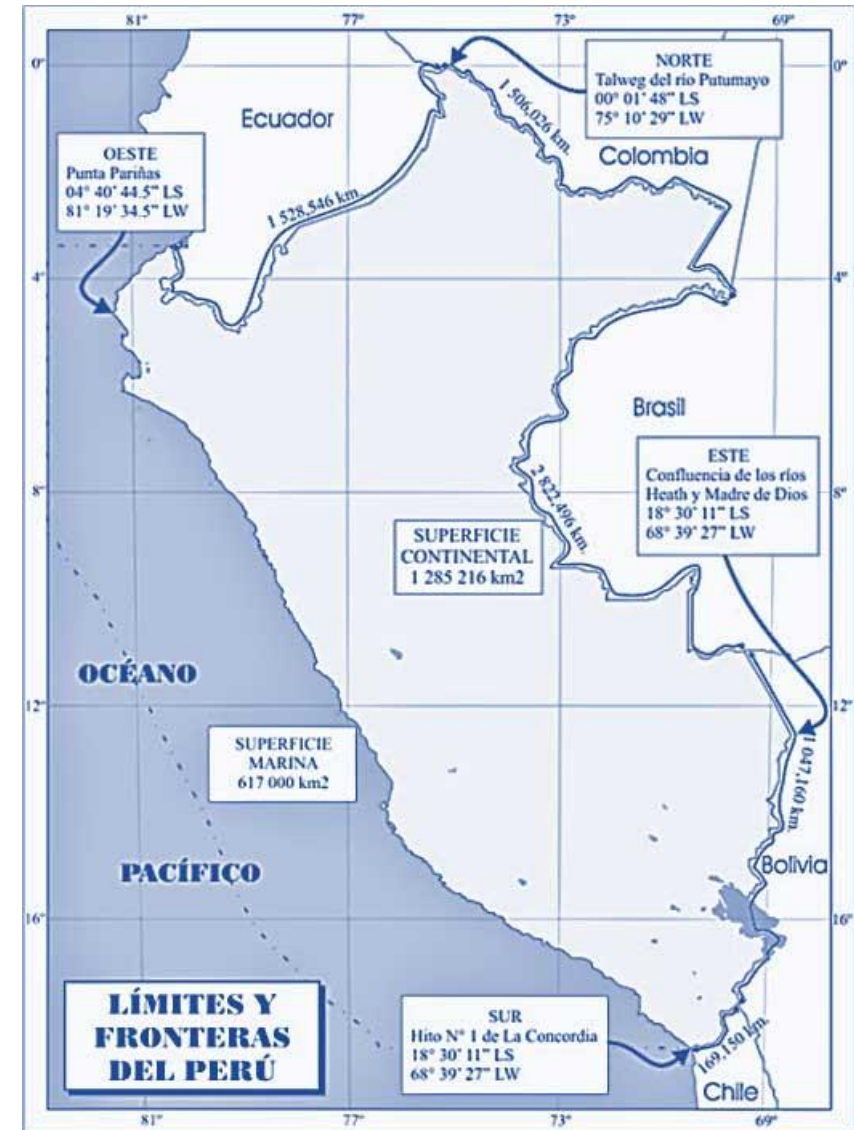 81°
77°
73°
69°
0°
0°
NORTE
Talweg del río Putumayo
00° 01' 48" LS
75° 10' 29" LW
Ecuador
1 506,026 km.
Colombia
OESTE
Punta Pariñas
04° 40' 44.5" LS
81° 19' 34.5" LW
1 528,546 km.
4°
4°
Brasil
ESTE
Confluencia de los ríos
Heath y Madre de Dios
18° 30' 11" LS
68° 39' 27" LW
2 822,496 km.
8°
8°
SUPERFICIE
CONTINENTAL
1 285 216 km2
OCÉANO
12°
12°
SUPERFICIE
MARINA
617 000 km2
1 047,160 km.
PACÍFICO
Bolivia
16°
16°
LÍMITES Y
FRONTERAS
DEL PERÚ
SUR
Hito N° 1 de La Concordia
18° 30' 11" LS
68° 39' 27" LW
169,150 km.
Chile
81°
77°
73°
69°